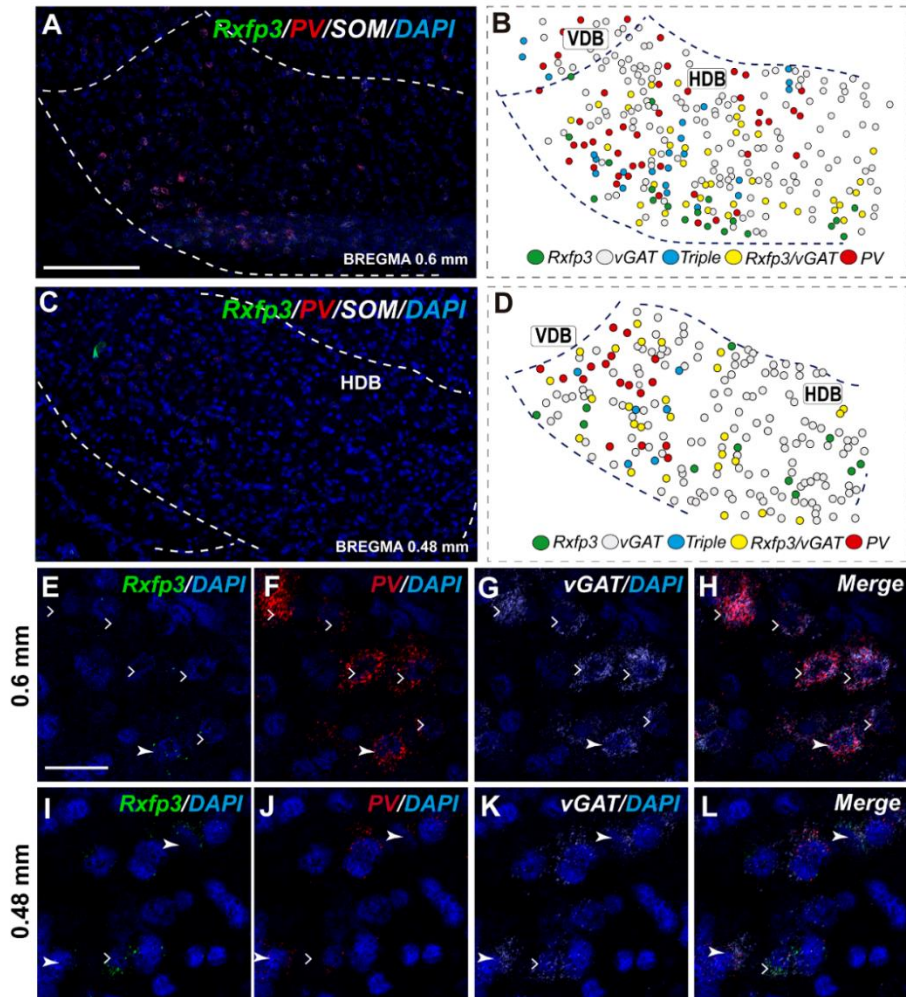 A
Rxfp3/PV/SOM/DAPI
BREGMA 0.6 mm
B
VDB
HDB
Rxfp3 vGAT Triple Rxfp3/vGAT PV
C
Rxfp3/PV/SOM/DAPI
HDB
BREGMA 0.48 mm
D
VDB
HDB
Rxfp3 vGAT Triple Rxfp3/vGAT PV
0.6 mm
E Rxfp3/DAPI
F PV/DAPI
G vGAT/DAPI
H Merge
0.48 mm
I Rxfp3/DAPI
J PV/DAPI
K vGAT/DAPI
L Merge